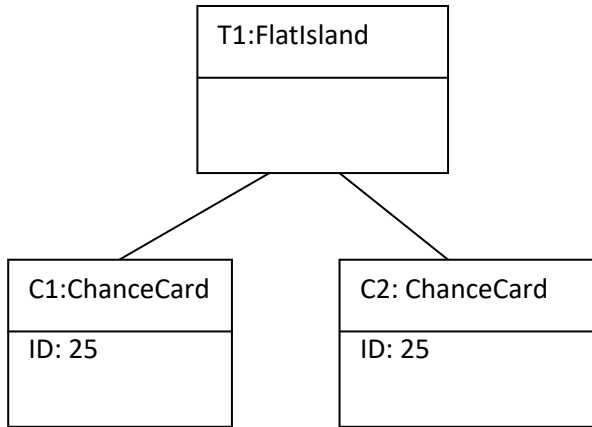 T1:FlatIsland
C1:ChanceCard
ID: 25
C2: ChanceCard
ID: 25